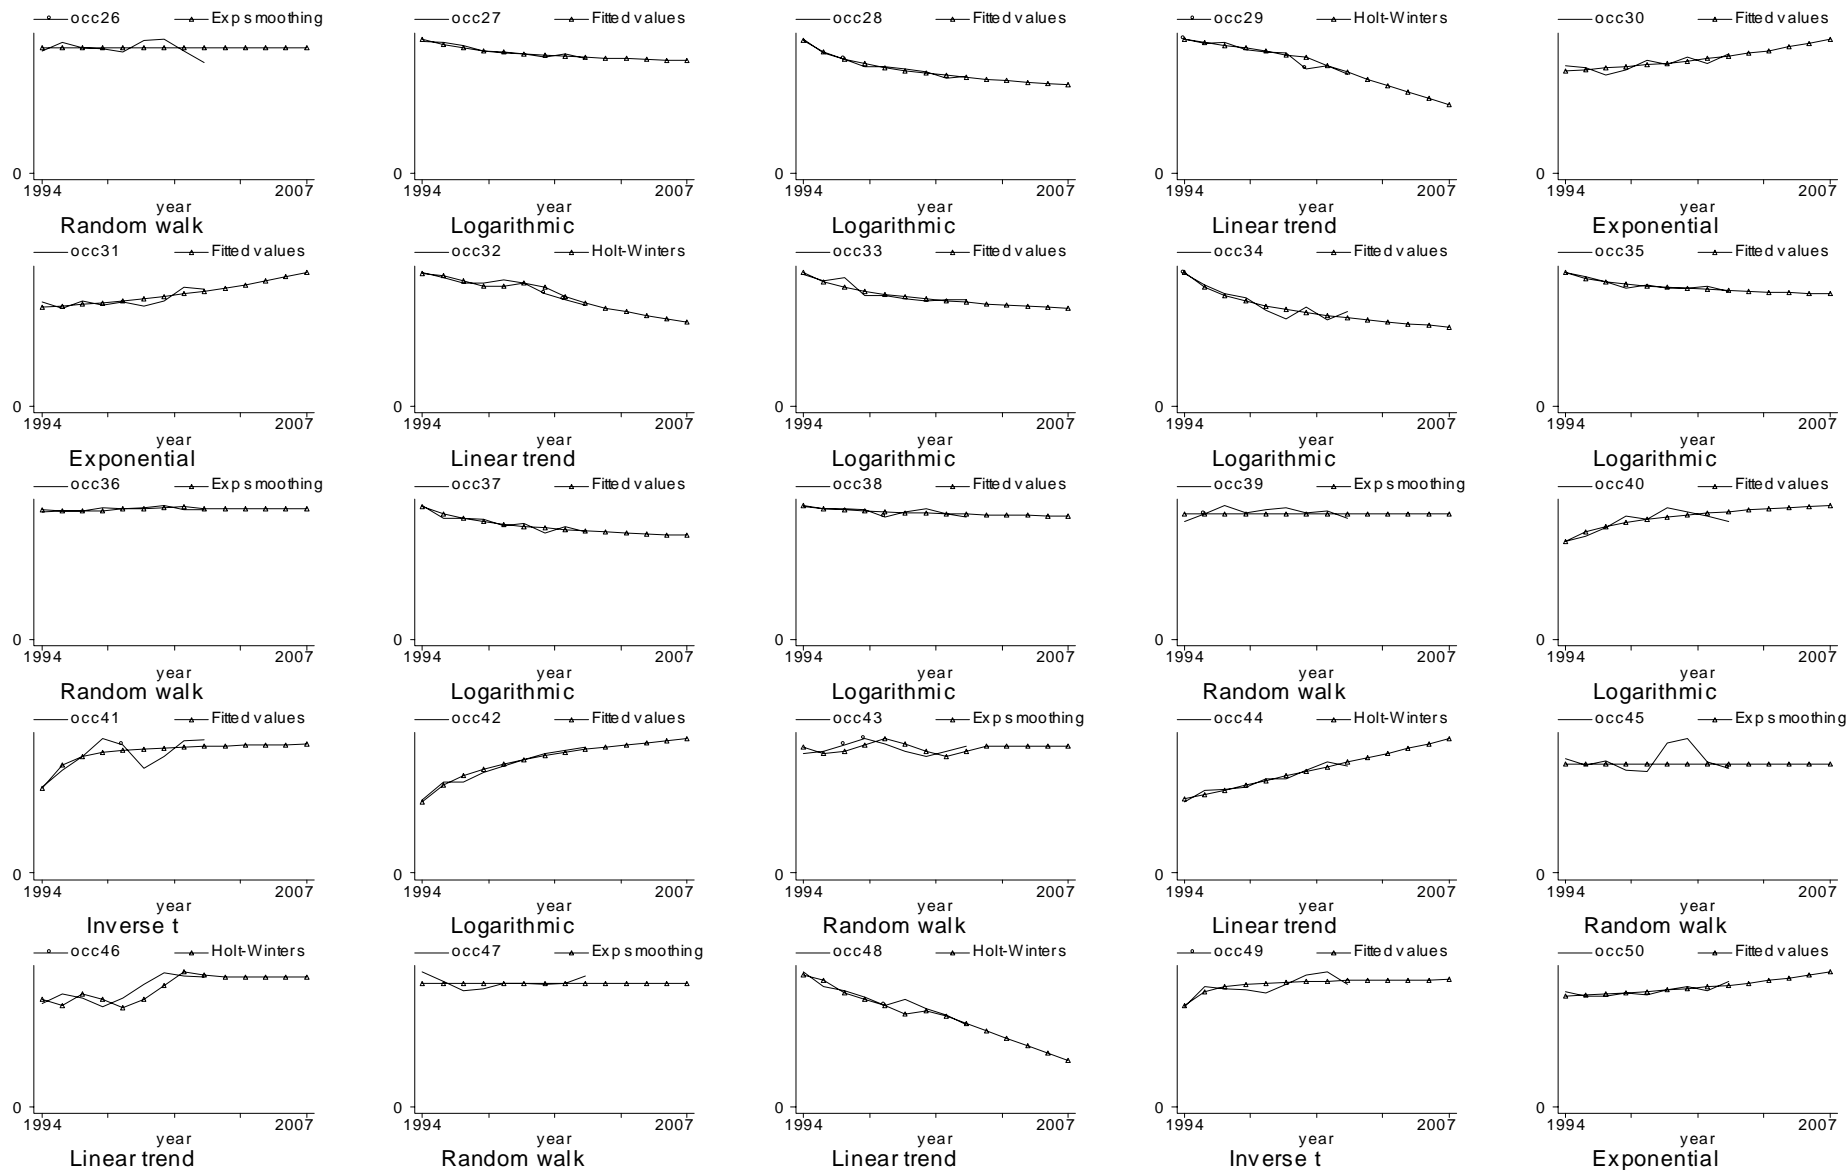 occ26 Exp smoothing occ27 Fitted values occ28 Fitted values occ29 Holt-Winters occ30 Fitted values
0 0 0 0 0
1994 2007 1994 2007 1994 2007 1994 2007 1994 2007
year year year year year
Random walk Logarithmic Logarithmic Linear trend Exponential
occ31 Fitted values occ32 Holt-Winters occ33 Fitted values occ34 Fitted values occ35 Fitted values
0 0 0 0 0
1994 2007 1994 2007 1994 2007 1994 2007 1994 2007
year year year year year
Exponential Linear trend Logarithmic Logarithmic Logarithmic
occ36 Exp smoothing occ37 Fitted values occ38 Fitted values occ39 Exp smoothing occ40 Fitted values
0 0 0 0 0
1994 2007 1994 2007 1994 2007 1994 2007 1994 2007
year year year year year
Random walk Logarithmic Logarithmic Random walk Logarithmic
occ41 Fitted values occ42 Fitted values occ43 Exp smoothing occ44 Holt-Winters occ45 Exp smoothing
0 0 0 0 0
1994 2007 1994 2007 1994 2007 1994 2007 1994 2007
year year year year year
Inverse t Logarithmic Random walk Linear trend Random walk
occ46 Holt-Winters occ47 Exp smoothing occ48 Holt-Winters occ49 Fitted values occ50 Fitted values
0 0 0 0 0
1994 2007 1994 2007 1994 2007 1994 2007 1994 2007
year year year year year
Linear trend Random walk Linear trend Inverse t Exponential